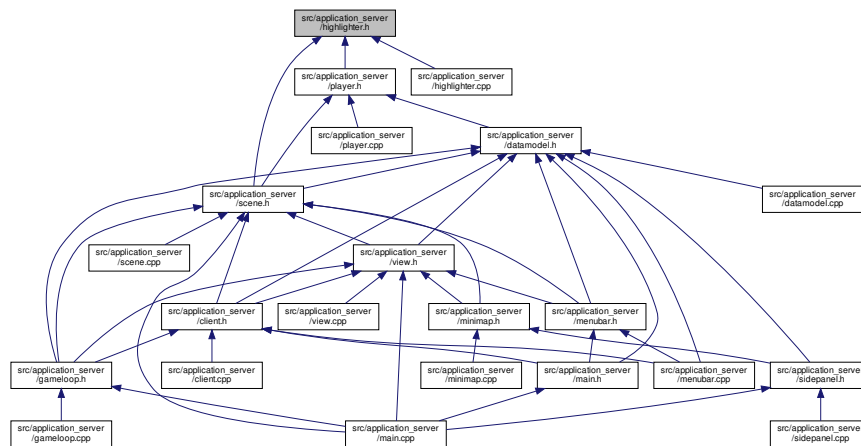 src/application_server
/highlighter.h
src/application_server
/player.h
src/application_server
/highlighter.cpp
src/application_server
/player.cpp
src/application_server
/datamodel.h
src/application_server
/scene.h
src/application_server
/datamodel.cpp
src/application_server
/scene.cpp
src/application_server
/view.h
src/application_server
/client.h
src/application_server
/view.cpp
src/application_server
/minimap.h
src/application_server
/menubar.h
src/application_server
/gameloop.h
src/application_server
/client.cpp
src/application_server
/minimap.cpp
src/application_server
/main.h
src/application_server
/menubar.cpp
src/application_server
/sidepanel.h
src/application_server
/gameloop.cpp
src/application_server
/main.cpp
src/application_server
/sidepanel.cpp